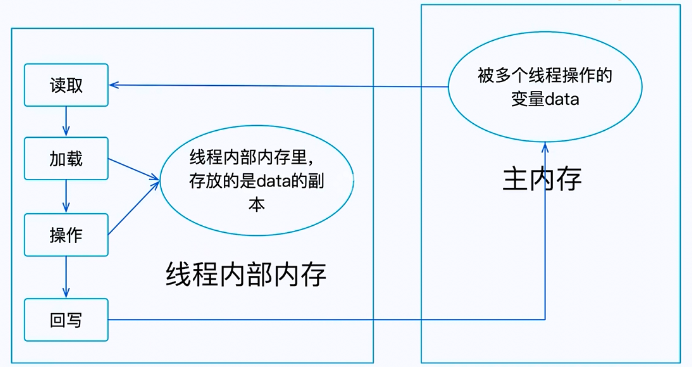 读取
加载
操作
回写
线程内部内存里，
存放的是data的副
本
线程内部内存
被多个线程操作的
变量data
主内存